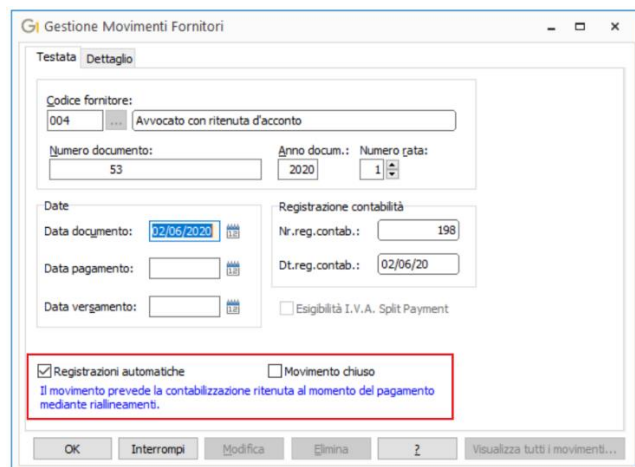 Gestione Movimenti Fornitori
Testata Dettaglio
Codice fornitore:
004 ... Avvocato con ritenuta d'acconto
Numero documento: Anno docum.: Numero rata:
53 2020 1
Date Registrazione contabilità
Data documento: 02/06/2020 12 Nr.reg.contab.: 198
Data pagamento: 12 Dt.reg.contab.: 02/06/20
Data versamento: 12 Esigibilità I.V.A. Split Payment
Registrazioni automatiche Movimento chiuso
Il movimento prevede la contabilizzazione ritenuta al momento del pagamento
mediante riallineamenti.
OK Interrompi Modifica Elimina ? Visualizza tutti i movimenti...